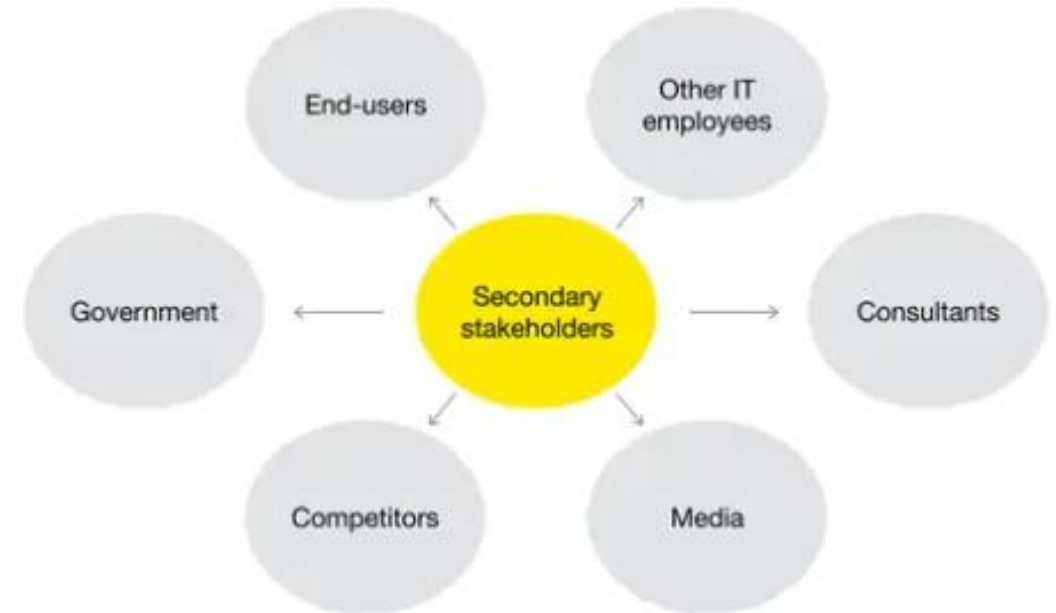 End-users
Other IT
employees
Government
Secondary
stakeholders
Consultants
Competitors
Media